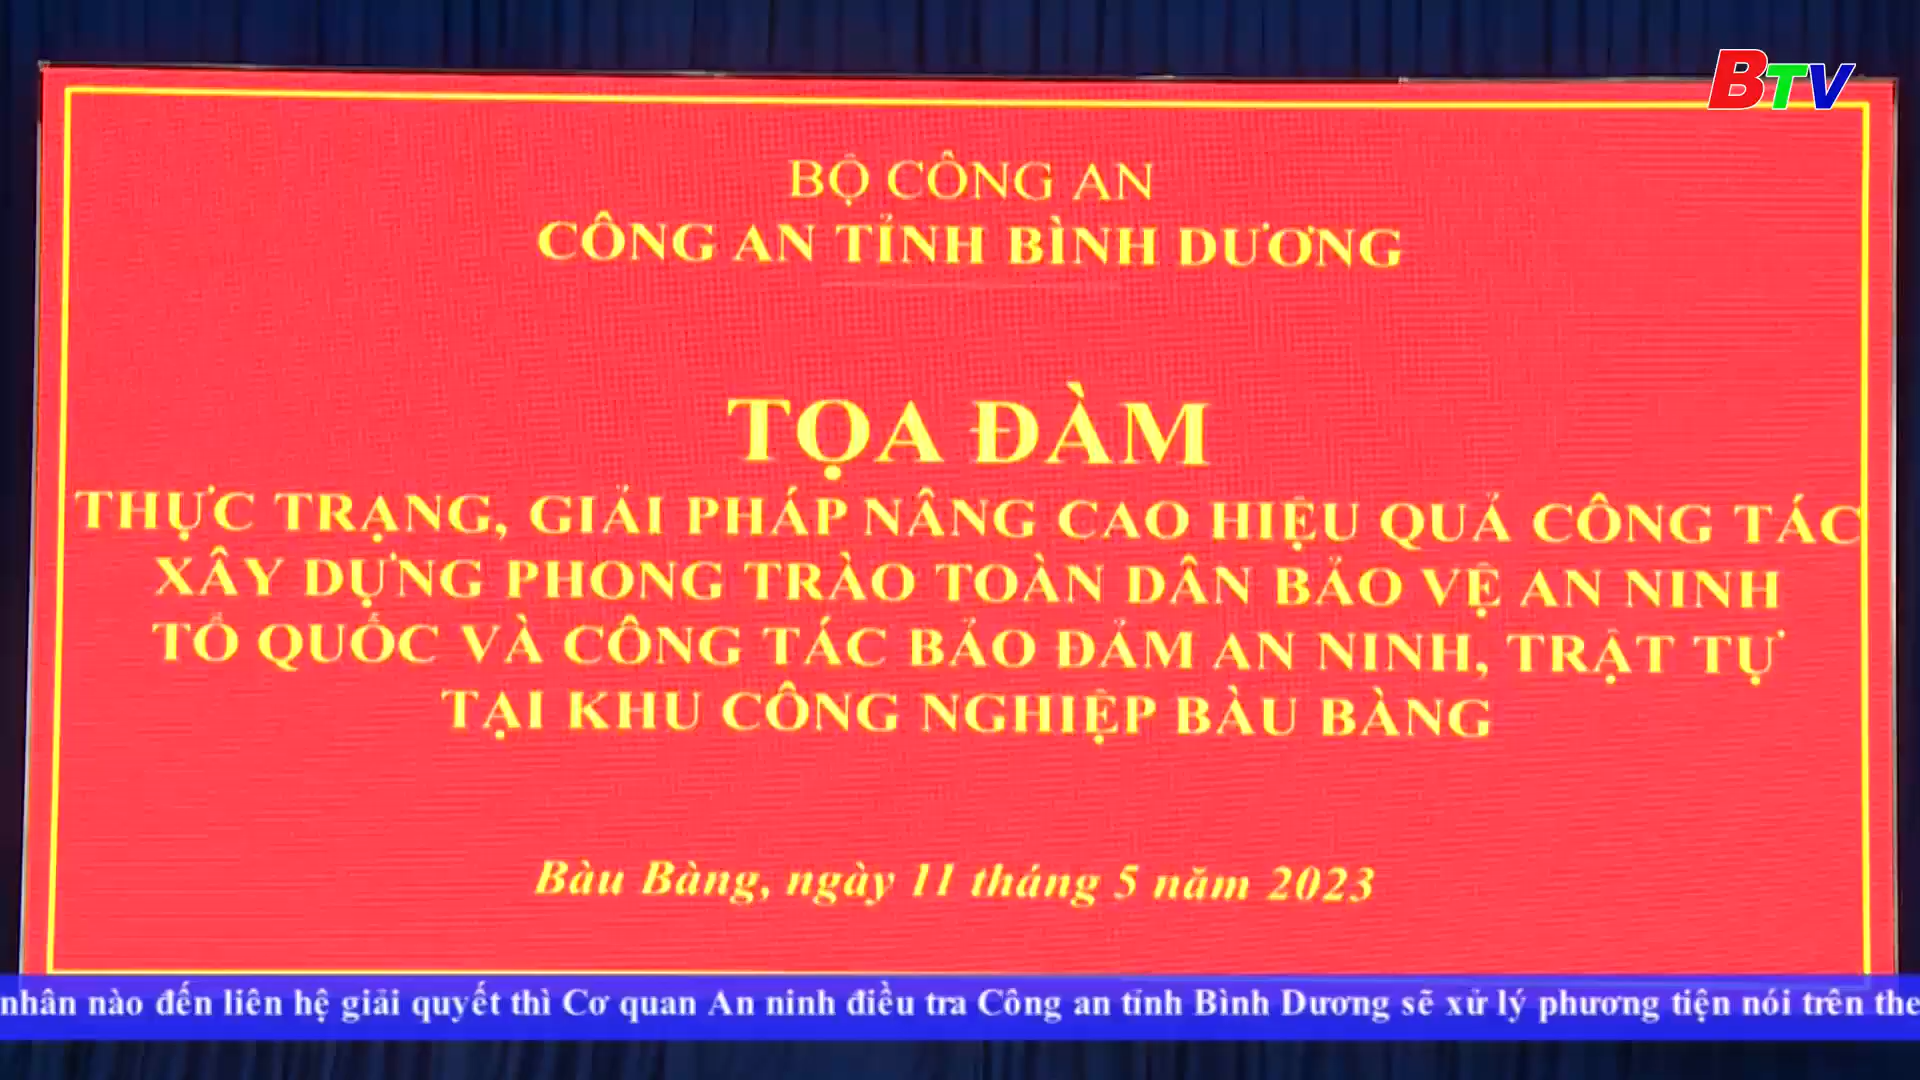 BTV
BỘ CÔNG AN
CÔNG AN TỈNH BÌNH DƯƠNG
TỌA ĐÀM
THỰC TRẠNG, GIẢI PHÁP NÂNG CAO HIỆU QUẢ CÔNG TÁC
XÂY DỰNG PHONG TRÀO TOÀN DÂN BẢO VỆ AN NINH
TỔ QUỐC VÀ CÔNG TÁC BẢO ĐẢM AN NINH, TRẬT TỰ
TẠI KHU CÔNG NGHIỆP BÀU BÀNG
Bàu Bàng, ngày 11 tháng 5 năm 2023
nhân nào đến liên hệ giải quyết thì Cơ quan An ninh điều tra Công an tỉnh Bình Dương sẽ xử lý phương tiện nói trên the